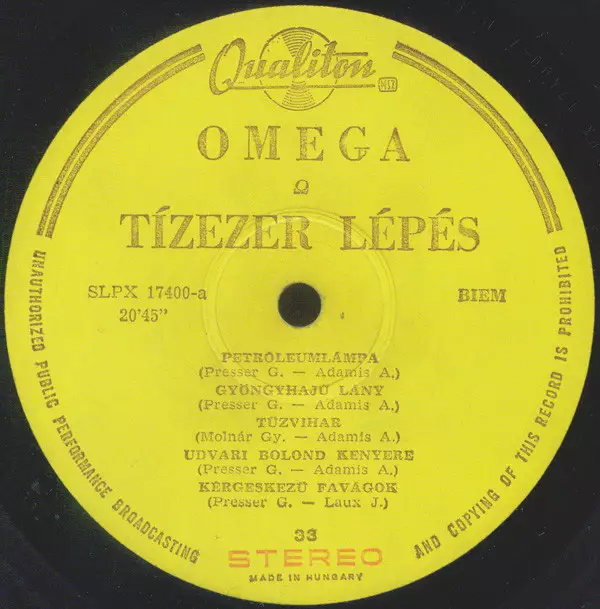 Qualiton
OMEGA
Ω
TÍZEZER LÉPÉS
SLPX 17400-a
20'45"
BIEM
PETRÓLEUMLÁMPA
(Presser G. — Adamis A.)
GYÖNGYHAJÚ LÁNY
(Presser G. — Adamis A.)
TŰZVIHAR
(Molnár Gy. — Adamis A.)
UDVARI BOLOND KENYERE
(Presser G. — Adamis A.)
KÉRGESKEZŰ FAVÁGÓK
(Presser G. — Laux J.)
33
STEREO
MADE IN HUNGARY
UNAUTHORIZED PUBLIC PERFORMANCE BROADCASTING
AND COPYING OF THIS RECORD IS PROHIBITED